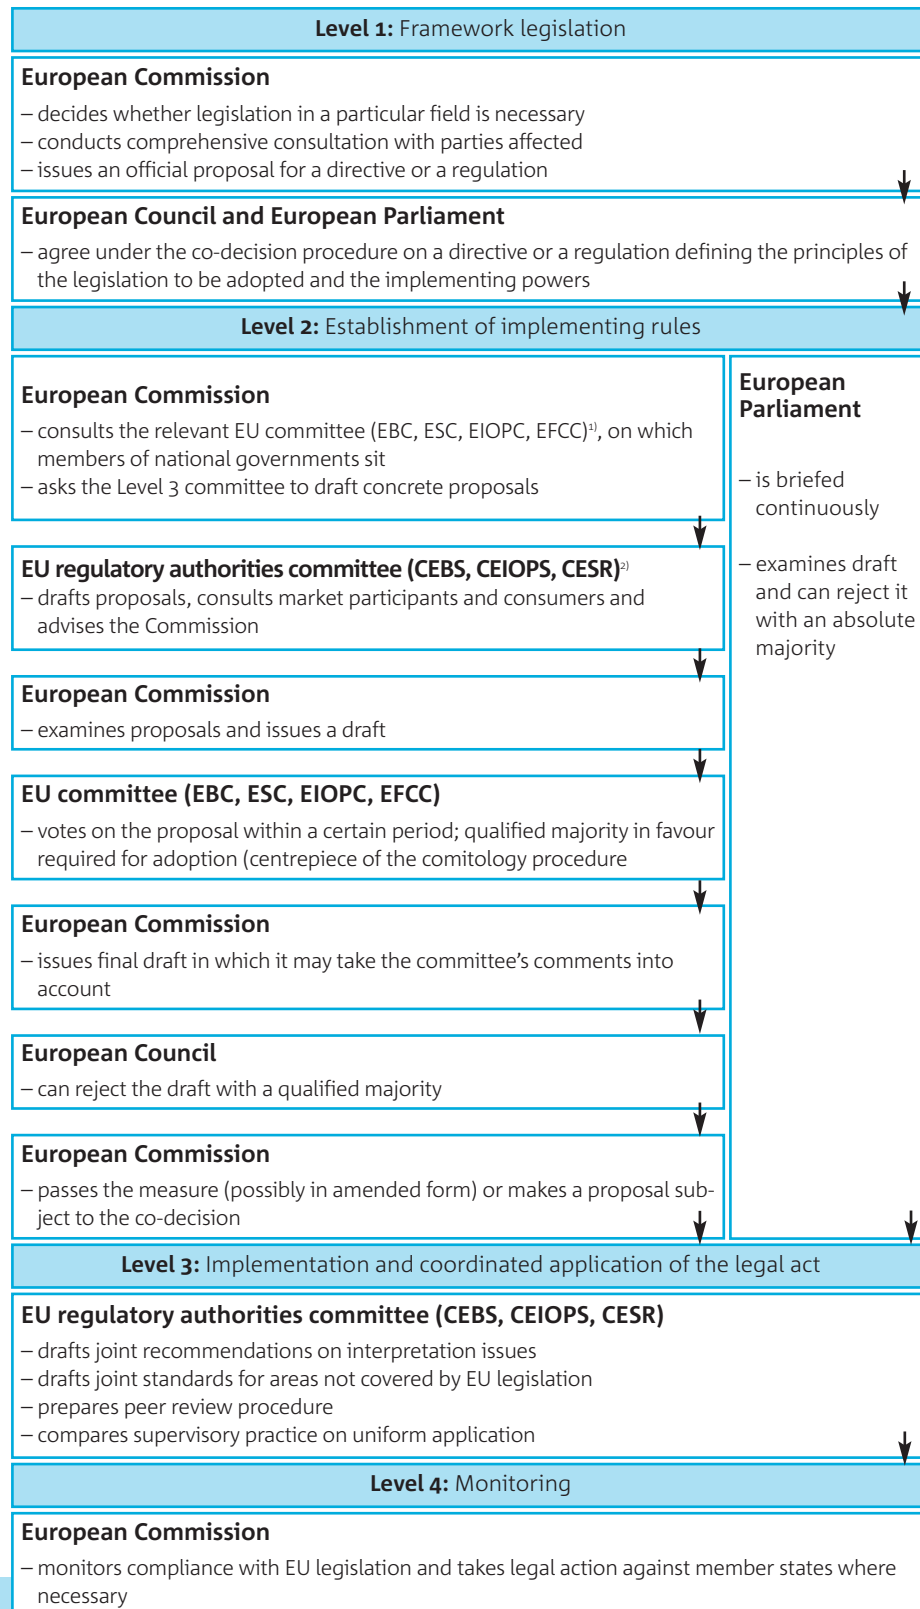 Level 1: Framework legislation
European Commission
– decides whether legislation in a particular field is necessary
– conducts comprehensive consultation with parties affected
– issues an official proposal for a directive or a regulation
European Council and European Parliament
– agree under the co-decision procedure on a directive or a regulation defining the principles of
the legislation to be adopted and the implementing powers
Level 2: Establishment of implementing rules
European Commission
– consults the relevant EU committee (EBC, ESC, EIOPC, EFCC)1), on which
members of national governments sit
– asks the Level 3 committee to draft concrete proposals
EU regulatory authorities committee (CEBS, CEIOPS, CESR)2)
– drafts proposals, consults market participants and consumers and
advises the Commission
European Commission
– examines proposals and issues a draft
EU committee (EBC, ESC, EIOPC, EFCC)
– votes on the proposal within a certain period; qualified majority in favour
required for adoption (centrepiece of the comitology procedure
European Commission
– issues final draft in which it may take the committee's comments into
account
European Council
– can reject the draft with a qualified majority
European Commission
– passes the measure (possibly in amended form) or makes a proposal sub-
ject to the co-decision
European
Parliament
– is briefed
continuously
– examines draft
and can reject it
with an absolute
majority
Level 3: Implementation and coordinated application of the legal act
EU regulatory authorities committee (CEBS, CEIOPS, CESR)
– drafts joint recommendations on interpretation issues
– drafts joint standards for areas not covered by EU legislation
– prepares peer review procedure
– compares supervisory practice on uniform application
Level 4: Monitoring
European Commission
– monitors compliance with EU legislation and takes legal action against member states where
necessary